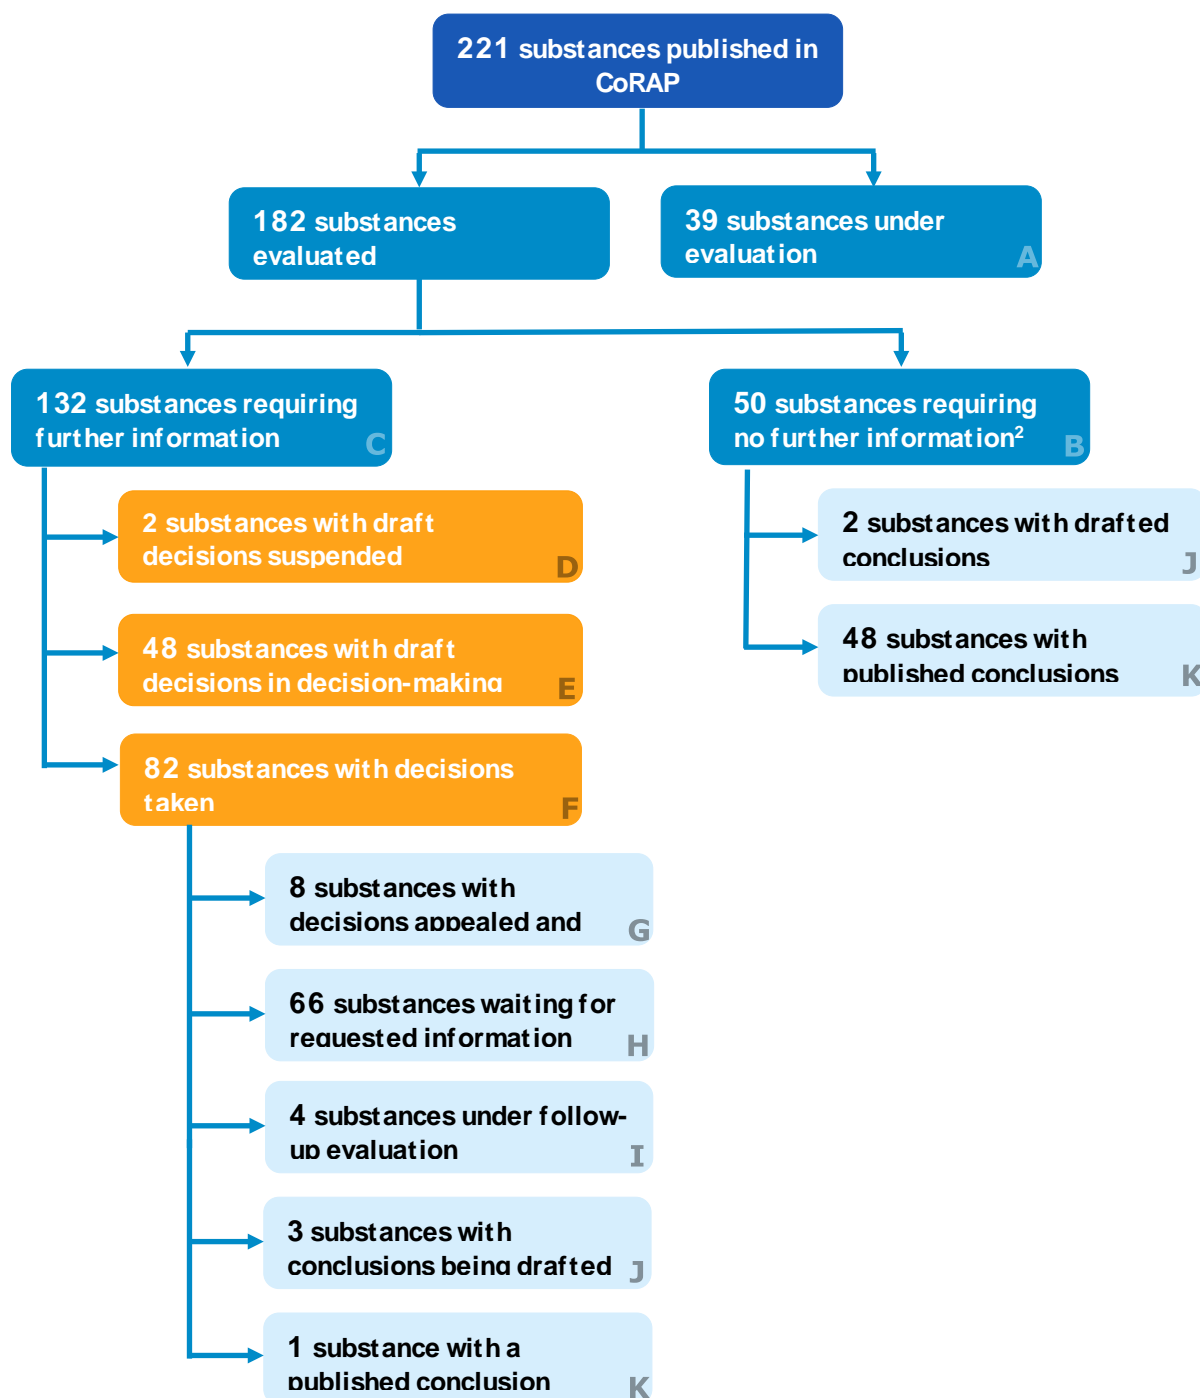 221 substances published in
CoRAP
182 substances
evaluated
39 substances under
evaluation
A
132 substances requiring
further information
C
50 substances requiring
no further information²
B
2 substances with draft
decisions suspended
D
48 substances with draft
decisions in decision-making
E
82 substances with decisions
taken
F
8 substances with
decisions appealed and
G
66 substances waiting for
requested information
H
4 substances under follow-
up evaluation
I
3 substances with
conclusions being drafted
J
1 substance with a
published conclusion
K
2 substances with drafted
conclusions
J
48 substances with
published conclusions
K